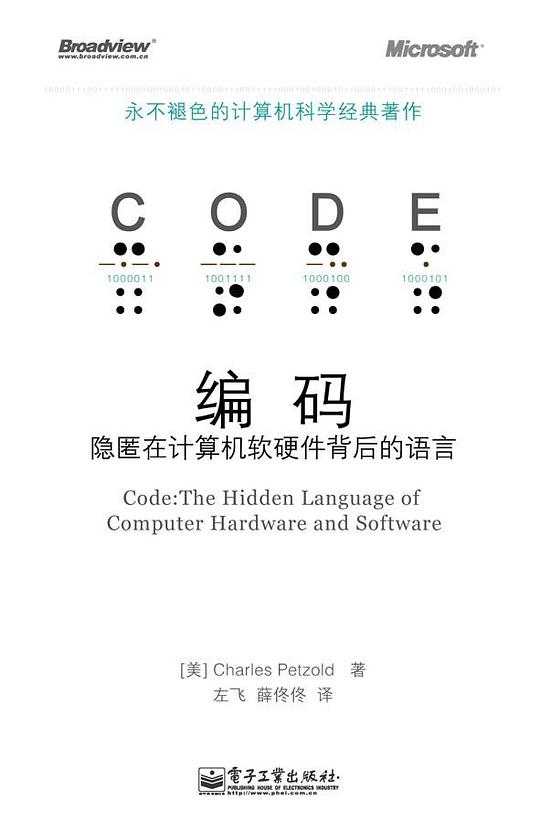 Broadview®
www.broadview.com.cn
Microsoft®
永不褪色的计算机科学经典著作
C O D E
1000011 1001111 1000100 1000101
编 码
隐匿在计算机软硬件背后的语言
Code:The Hidden Language of
Computer Hardware and Software
[美] Charles Petzold 著
左飞 薛佟佟 译
電子工業出版社·
PUBLISHING HOUSE OF ELECTRONICS INDUSTRY
http://www.phei.com.cn